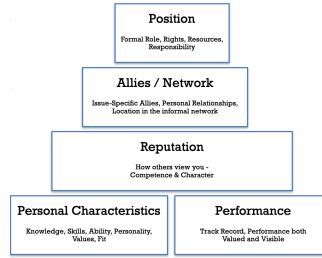 Position
Formal Role, Rights, Resources,
Responsibility
Allies / Network
Issue-Specific Allies, Personal Relationships,
Location in the informal network
Reputation
How others view you -
Competence & Character
Personal Characteristics
Knowledge, Skills, Ability, Personality,
Values, Fit
Performance
Track Record, Performance both
Valued and Visible